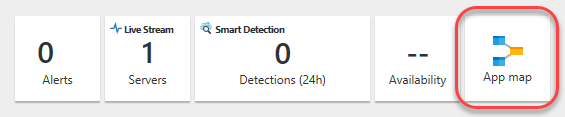 Live Stream
Smart Detection
0
1
0
--
Alerts
Servers
Detections (24h)
Availability
App map